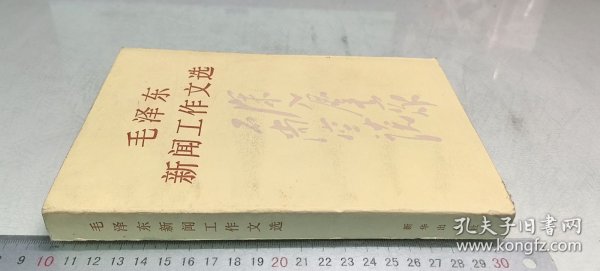 毛泽东
新闻工作文选
毛泽东新闻工作文选
新华出
孔夫子旧书网
www.kongfz.com
8 9 10 11 12 13 14 15 16 17 18 19 20 21 22 23 24 25 26 27 28 29 30